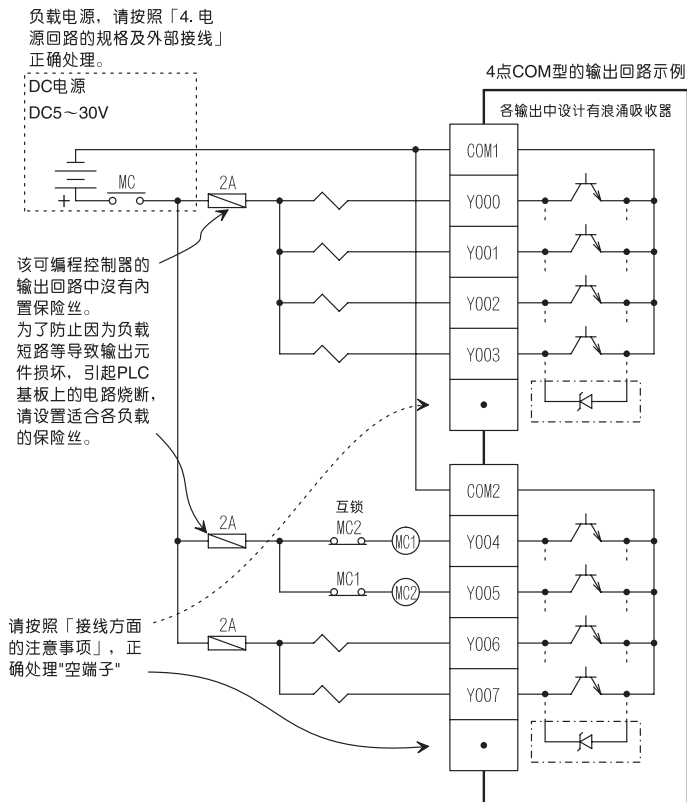 负载电源，请按照「4. 电
源回路的规格及外部接线」
正确处理。
DC电源
DC5～30V
MC
2A
4点COM型的输出回路示例
各输出中设计有浪涌吸收器
COM1
Y000
Y001
Y002
Y003
该可编程控制器的
输出回路中沒有內
置保险丝。
为了防止因为负载
短路等导致输出元
件损坏，引起PLC
基板上的电路烧断，
请设置适合各负载
的保险丝。
COM2
2A
互锁
MC2
MC1
Y004
MC1
MC2
Y005
2A
Y006
Y007
请按照「接线方面
的注意事项」，正
确处理"空端子"